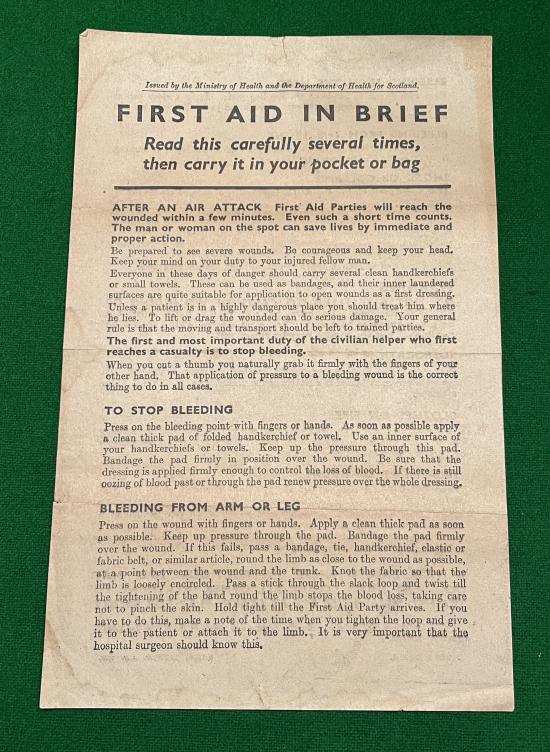 Issued by the Ministry of Health and the Department of Health for Scotland.
FIRST AID IN BRIEF
Read this carefully several times,
then carry it in your pocket or bag
AFTER AN AIR ATTACK First Aid Parties will reach the
wounded within a few minutes. Even such a short time counts.
The man or woman on the spot can save lives by immediate and
proper action.
Be prepared to see severe wounds. Be courageous and keep your head.
Keep your mind on your duty to your injured fellow man.
Everyone in these days of danger should carry several clean handkerchiefs
or small towels. These can be used as bandages, and their inner laundered
surfaces are quite suitable for application to open wounds as a first dressing.
Unless a patient is in a highly dangerous place you should treat him where
he lies. To lift or drag the wounded can do serious damage. Your general
rule is that the moving and transport should be left to trained parties.
The first and most important duty of the civilian helper who first
reaches a casualty is to stop bleeding.
When you cut a thumb you naturally grab it firmly with the fingers of your
other hand. That application of pressure to a bleeding wound is the correct
thing to do in all cases.
TO STOP BLEEDING
Press on the bleeding point with fingers or hands. As soon as possible apply
a clean thick pad of folded handkerchief or towel. Use an inner surface of
your handkerchiefs or towels. Keep up the pressure through this pad.
Bandage the pad firmly in position over the wound. Be sure that the
dressing is applied firmly enough to control the loss of blood. If there is still
oozing of blood past or through the pad renew pressure over the whole dressing.
BLEEDING FROM ARM OR LEG
Press on the wound with fingers or hands. Apply a clean thick pad as soon
as possible. Keep up pressure through the pad. Bandage the pad firmly
over the wound. If this fails, pass a bandage, tie, handkerchief, elastic or
fabric belt, or similar article, round the limb as close to the wound as possible,
at a point between the wound and the trunk. Knot the fabric so that the
limb is loosely encircled. Pass a stick through the slack loop and twist till
the tightening of the band round the limb stops the blood loss, taking care
not to pinch the skin. Hold tight till the First Aid Party arrives. If you
have to do this, make a note of the time when you tighten the loop and give
it to the patient or attach it to the limb. It is very important that the
hospital surgeon should know this.